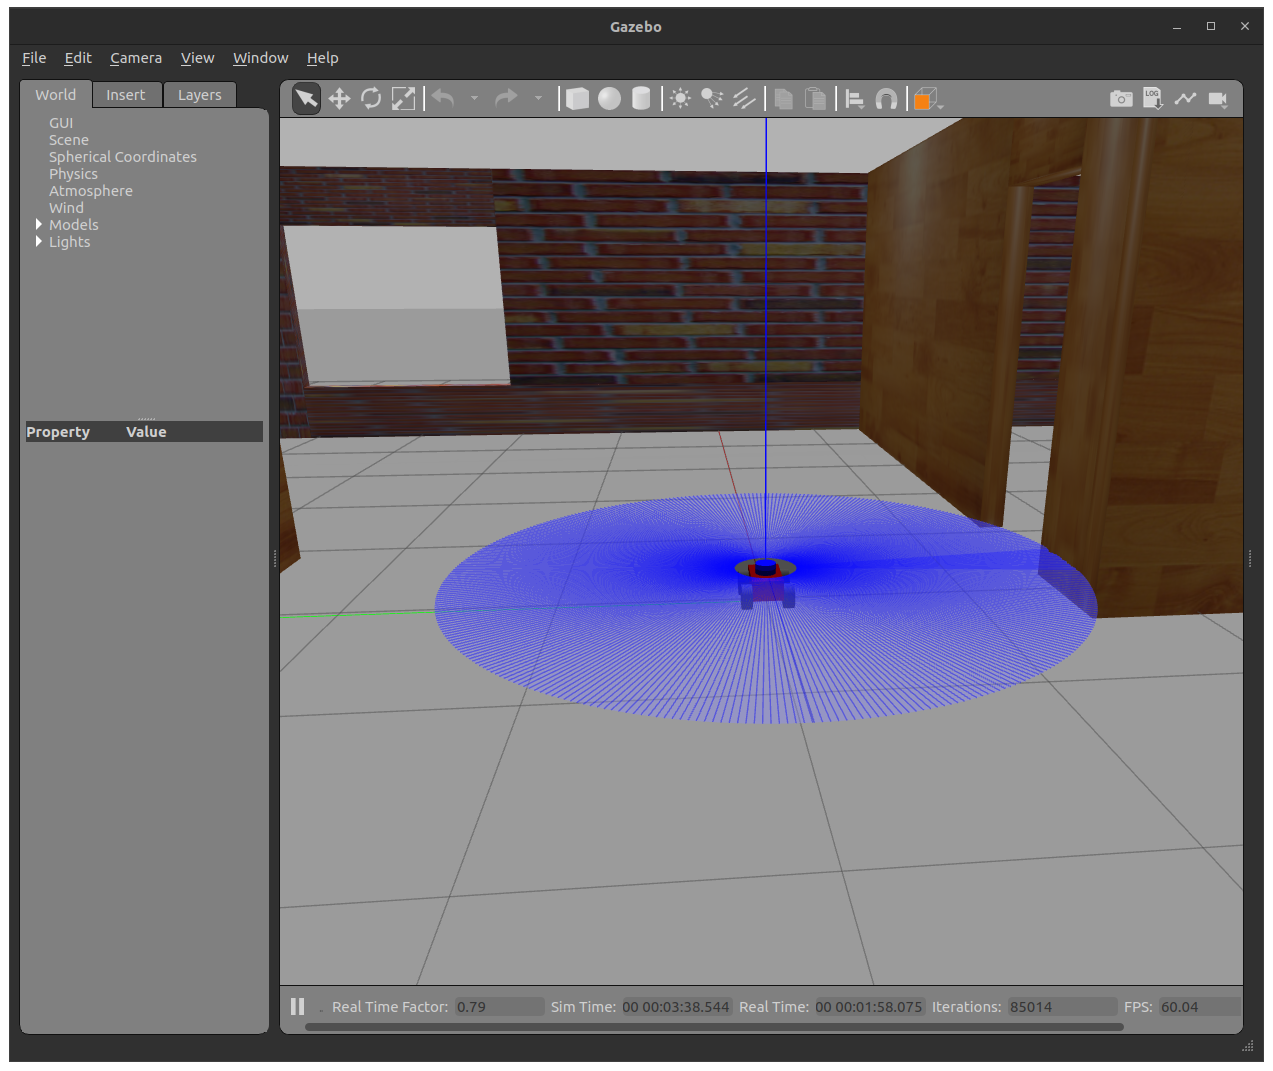 Gazebo
File Edit Camera View Window Help
World Insert Layers
LOG
GUI
Scene
Spherical Coordinates
Physics
Atmosphere
Wind
Models
Lights
Property Value
Real Time Factor: 0.79 Sim Time: 00 00:03:38.544 Real Time: 00 00:01:58.075 Iterations: 85014 FPS: 60.04